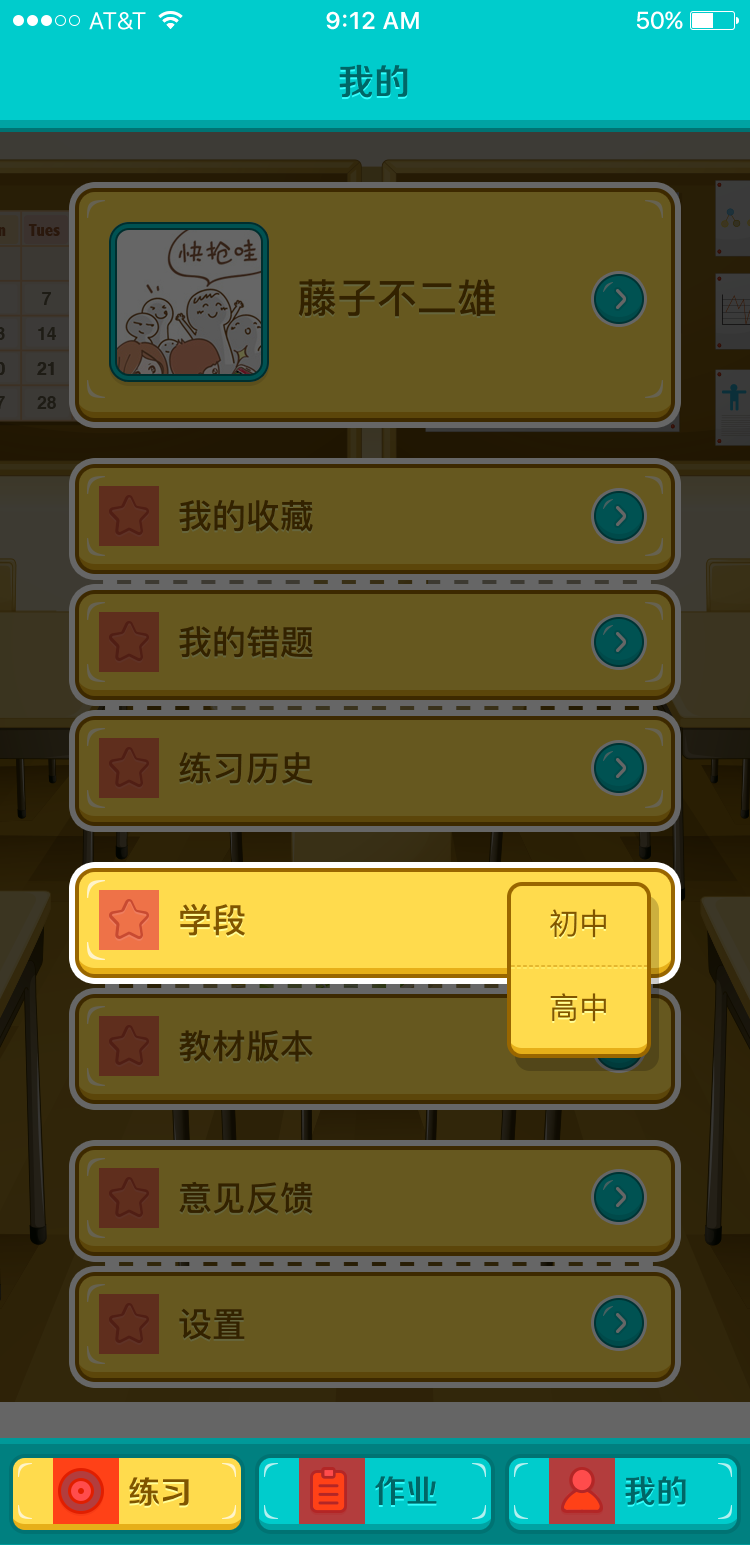 AT&T 9:12 AM 50%
我的
Tues
快抢哇
藤子不二雄
7
14
21
28
我的收藏
我的错题
练习历史
学段
初中
高中
教材版本
意见反馈
设置
练习 作业 我的